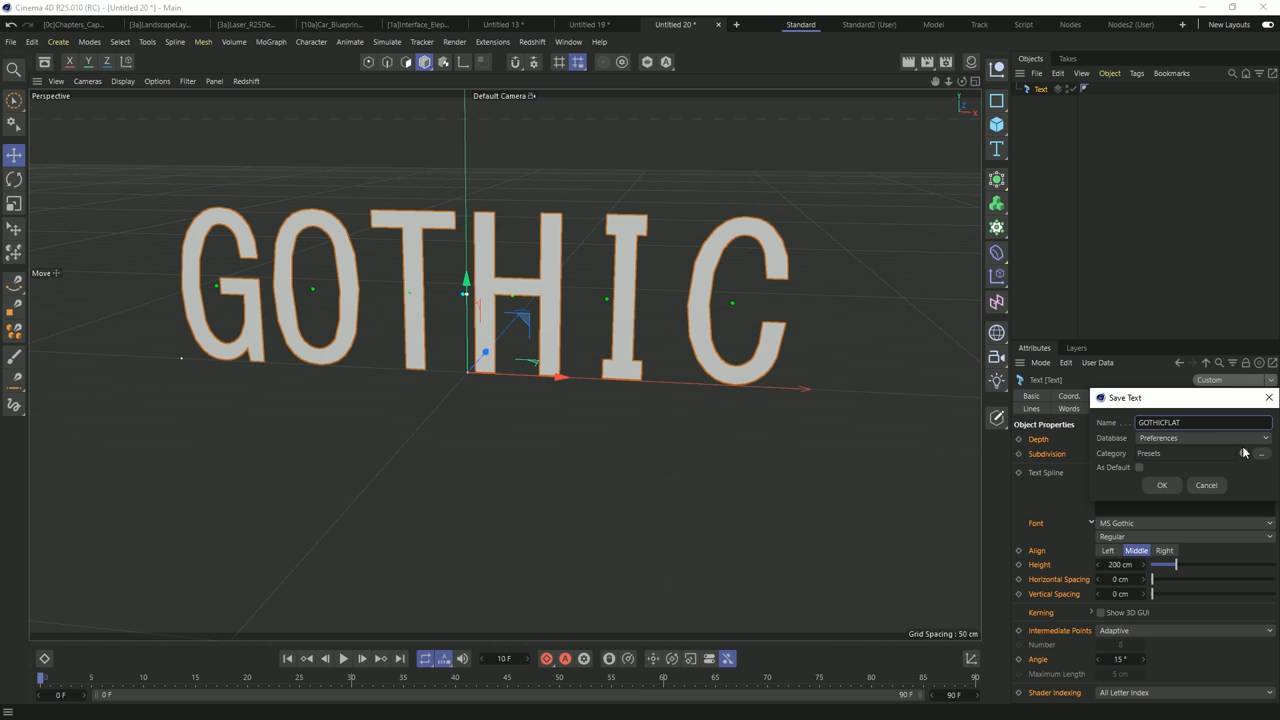 Cinema 4D R25.010 (RC) - [Untitled 20 *] - Main
[0c]Chapters_Cap...
[3a]LandscapeLay...
[3a]Laser_R25De...
[10a]Car_Blueprin...
[1a]Interface_Elep...
Untitled 13 *
Untitled 19 *
Untitled 20 *
Standard
Standard2 (User)
Model
Track
Script
Nodes
Nodes2 (User)
New Layouts
File Edit Create Modes Select Tools Spline Mesh Volume MoGraph Character Animate Simulate Tracker Render Extensions Redshift Window Help
Objects Takes
File Edit View Object Tags Bookmarks
Text
View Cameras Display Options Filter Panel Redshift
Perspective
Default Camera
Y
Z
X
GOTHIC
Move
Grid Spacing : 50 cm
Attributes Layers
Mode Edit User Data
Text [Text]
Custom
Basic Coord.
Lines Words
Object Properties
Depth
Subdivision
Text Spline
Save Text
Name . . . GOTHICFLAT
Database Preferences
Category Presets
...
As Default
OK Cancel
Font MS Gothic
Regular
Align Left Middle Right
Height 200 cm
Horizontal Spacing 0 cm
Vertical Spacing 0 cm
Kerning Show 3D GUI
Intermediate Points Adaptive
Number 8
Angle 15 °
Maximum Length 5 cm
Shader Indexing All Letter Index
10 F
0 5 10 15 20 25 30 35 40 45 50 55 60 65 70 75 80 85 90
0 F
0 F
90 F
90 F